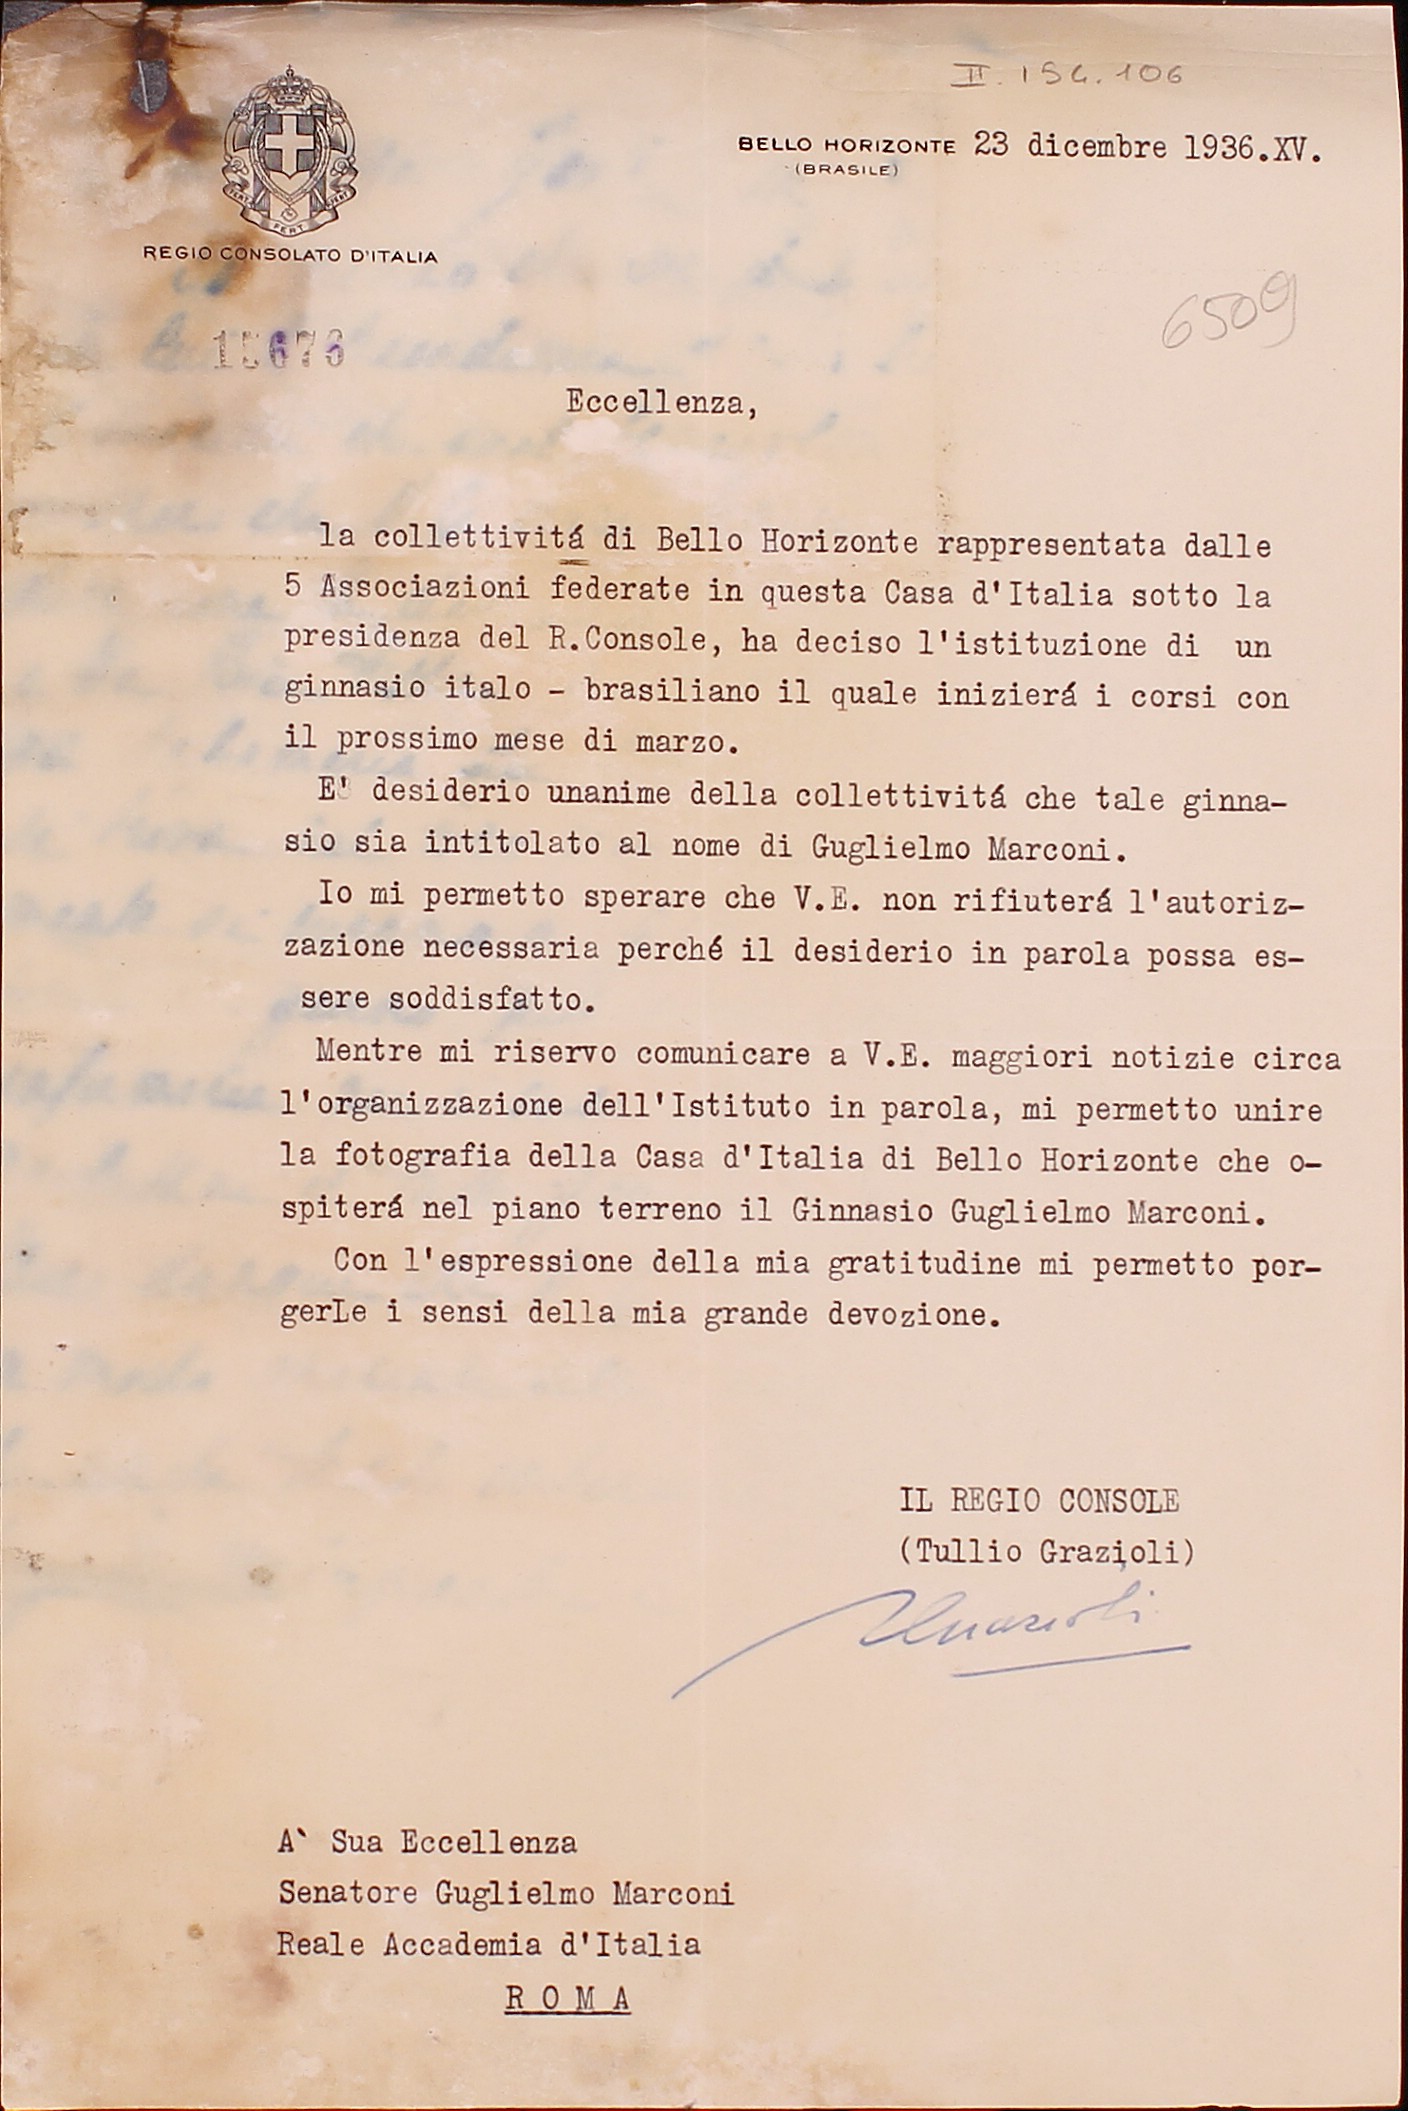 II.154.106
BELLO HORIZONTE 23 dicembre 1936.XV.
(BRASILE)
FERT FERT FERT
REGIO CONSOLATO D'ITALIA
6509
15673
Eccellenza,
la collettivitá di Bello Horizonte rappresentata dalle
5 Associazioni federate in questa Casa d'Italia sotto la
presidenza del R.Console, ha deciso l'istituzione di un
ginnasio italo - brasiliano il quale inizierá i corsi con
il prossimo mese di marzo.
E' desiderio unanime della collettivitá che tale ginna-
sio sia intitolato al nome di Guglielmo Marconi.
Io mi permetto sperare che V.E. non rifiuterá l'autoriz-
zazione necessaria perché il desiderio in parola possa es-
sere soddisfatto.
Mentre mi riservo comunicare a V.E. maggiori notizie circa
l'organizzazione dell'Istituto in parola, mi permetto unire
la fotografia della Casa d'Italia di Bello Horizonte che o-
spiterá nel piano terreno il Ginnasio Guglielmo Marconi.
Con l'espressione della mia gratitudine mi permetto por-
gerLe i sensi della mia grande devozione.
IL REGIO CONSOLE
(Tullio Grazioli)
A` Sua Eccellenza
Senatore Guglielmo Marconi
Reale Accademia d'Italia
R O M A